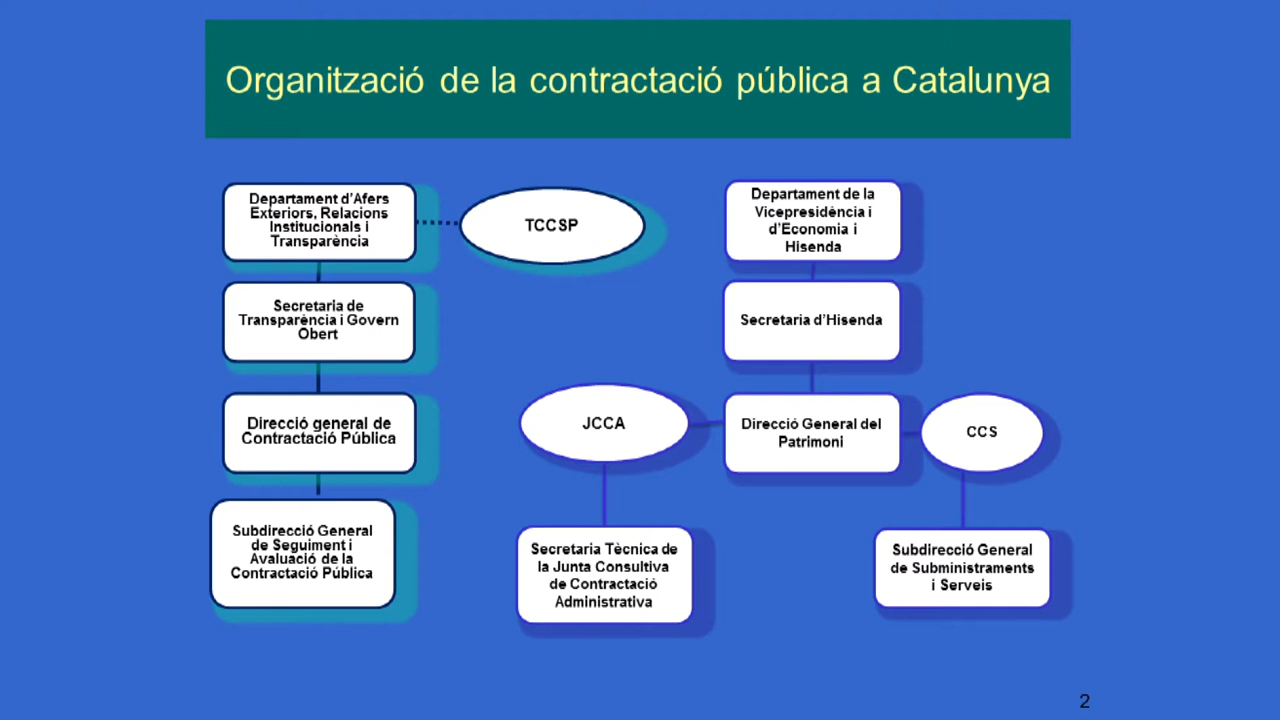 Organització de la contractació pública a Catalunya
Departament d'Afers
Exteriors, Relacions
Institucionals i
Transparència
TCCSP
Departament de la
Vicepresidència i
d'Economia i
Hisenda
Secretaria de
Transparència i Govern
Obert
Secretaria d'Hisenda
Direcció general de
Contractació Pública
JCCA
Direcció General del
Patrimoni
CCS
Subdirecció General
de Seguiment i
Avaluació de la
Contractació Pública
Secretaria Tècnica de
la Junta Consultiva
de Contractació
Administrativa
Subdirecció General
de Subministraments
i Serveis
2